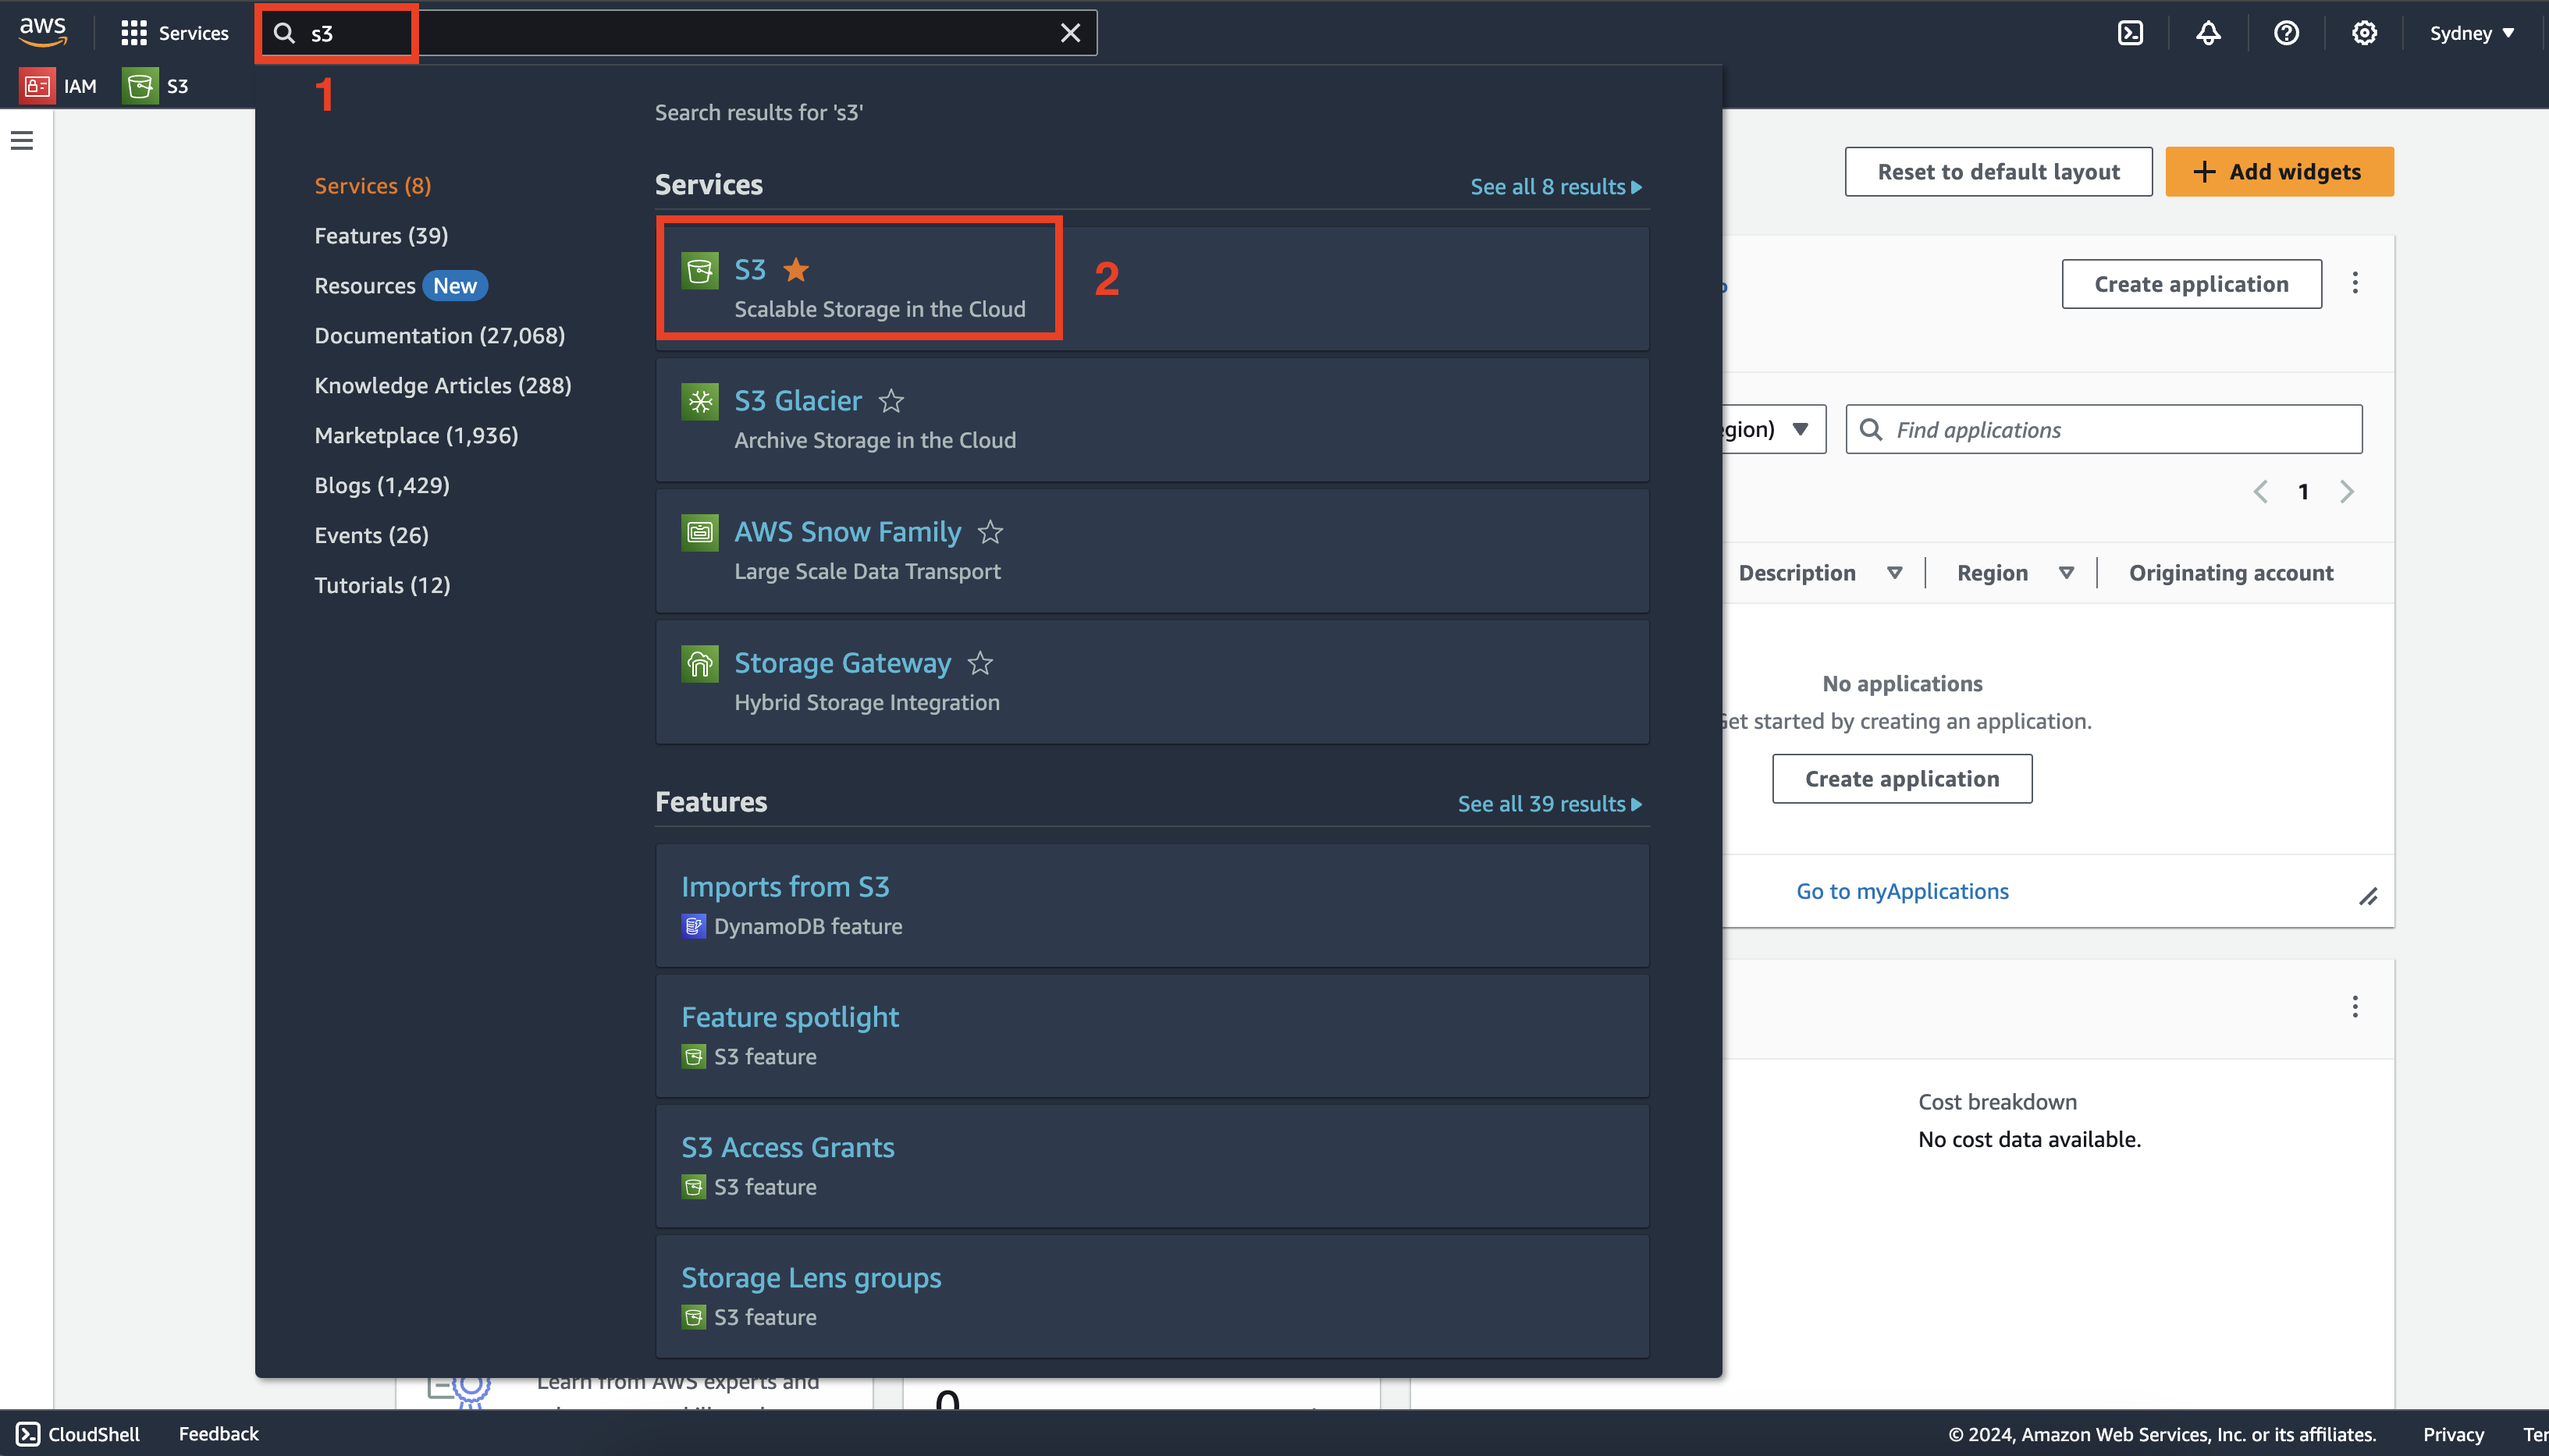 aws
Services
s3
Sydney
IAM
S3
1
Search results for 's3'
Services (8)
Features (39)
Resources New
Documentation (27,068)
Knowledge Articles (288)
Marketplace (1,936)
Blogs (1,429)
Events (26)
Tutorials (12)
Services
See all 8 results
S3
Scalable Storage in the Cloud
2
S3 Glacier
Archive Storage in the Cloud
AWS Snow Family
Large Scale Data Transport
Storage Gateway
Hybrid Storage Integration
Features
See all 39 results
Imports from S3
DynamoDB feature
Feature spotlight
S3 feature
S3 Access Grants
S3 feature
Storage Lens groups
S3 feature
Reset to default layout
Add widgets
Create application
egion)
Find applications
1
Description
Region
Originating account
No applications
Get started by creating an application.
Create application
Go to myApplications
Cost breakdown
No cost data available.
Learn from AWS experts and
0
CloudShell
Feedback
© 2024, Amazon Web Services, Inc. or its affiliates.
Privacy
Ter